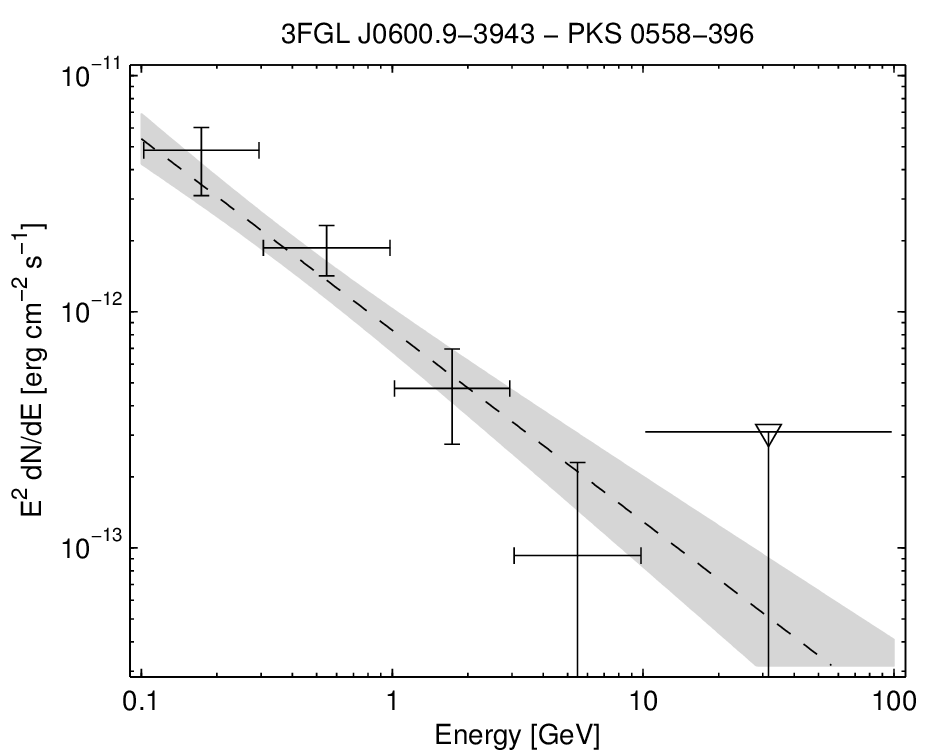 3FGL J0600.9−3943 − PKS 0558−396
10⁻¹¹
10⁻¹²
10⁻¹³
E² dN/dE [erg cm⁻² s⁻¹]
0.1 1 10 100
Energy [GeV]